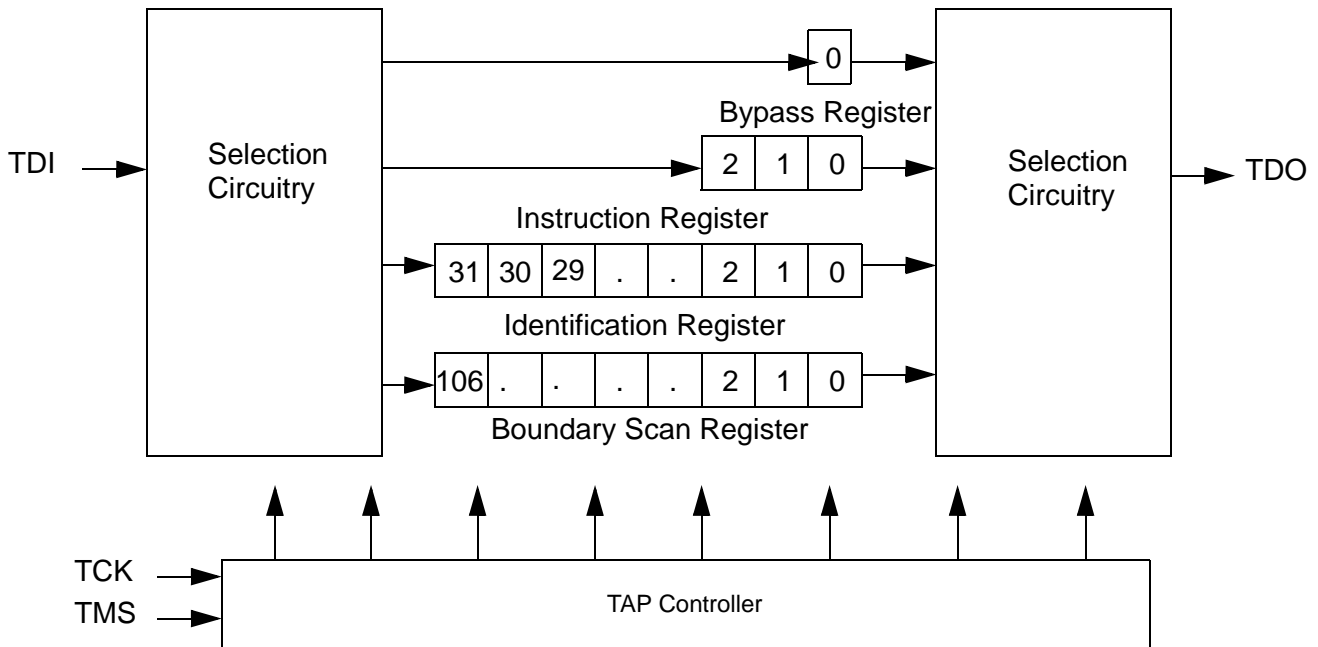 0
Bypass Register
TDI
Selection
Circuitry
2 1 0
Selection
Circuitry
TDO
Instruction Register
31 30 29 . . 2 1 0
Identification Register
106 . . . . 2 1 0
Boundary Scan Register
TCK
TMS
TAP Controller